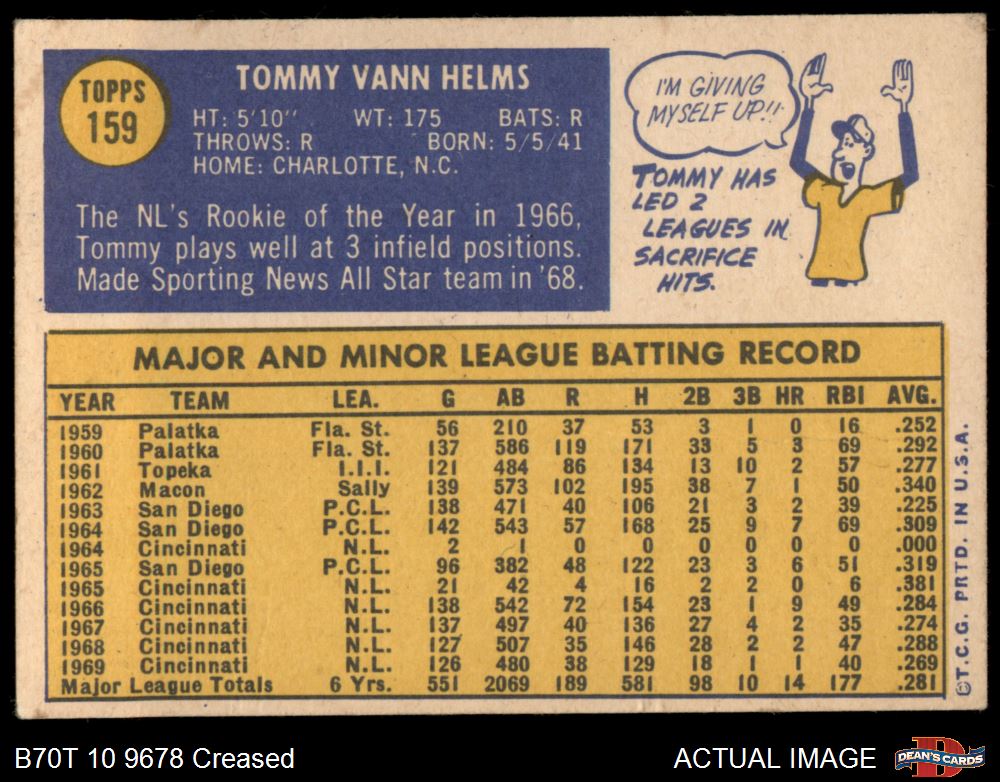 TOPPS
159
TOMMY VANN HELMS
HT: 5'10" WT: 175 BATS: R
THROWS: R BORN: 5/5/41
HOME: CHARLOTTE, N.C.
The NL's Rookie of the Year in 1966,
Tommy plays well at 3 infield positions.
Made Sporting News All Star team in '68.
I'M GIVING
MYSELF UP!!
TOMMY HAS
LED 2
LEAGUES IN
SACRIFICE
HITS.
MAJOR AND MINOR LEAGUE BATTING RECORD
YEAR TEAM LEA. G AB R H 2B 3B HR RBI AVG.
1959 Palatka Fla. St. 56 210 37 53 3 1 0 16 .252
1960 Palatka Fla. St. 137 586 119 171 33 5 3 69 .292
1961 Topeka I.I.I. 121 484 86 134 13 10 2 57 .277
1962 Macon Sally 139 573 102 195 38 7 1 50 .340
1963 San Diego P.C.L. 138 471 40 106 21 3 2 39 .225
1964 San Diego P.C.L. 142 543 57 168 25 9 7 69 .309
1964 Cincinnati N.L. 2 1 0 0 0 0 0 0 .000
1965 San Diego P.C.L. 96 382 48 122 23 3 6 51 .319
1965 Cincinnati N.L. 21 42 4 16 2 2 0 6 .381
1966 Cincinnati N.L. 138 542 72 154 23 1 9 49 .284
1967 Cincinnati N.L. 137 497 40 136 27 4 2 35 .274
1968 Cincinnati N.L. 127 507 35 146 28 2 2 47 .288
1969 Cincinnati N.L. 126 480 38 129 18 1 1 40 .269
Major League Totals 6 Yrs. 551 2069 189 581 98 10 14 177 .281
©T.C.G. PRTD. IN U.S.A.
B70T 10 9678 Creased
ACTUAL IMAGE
D
DEAN'S CARDS